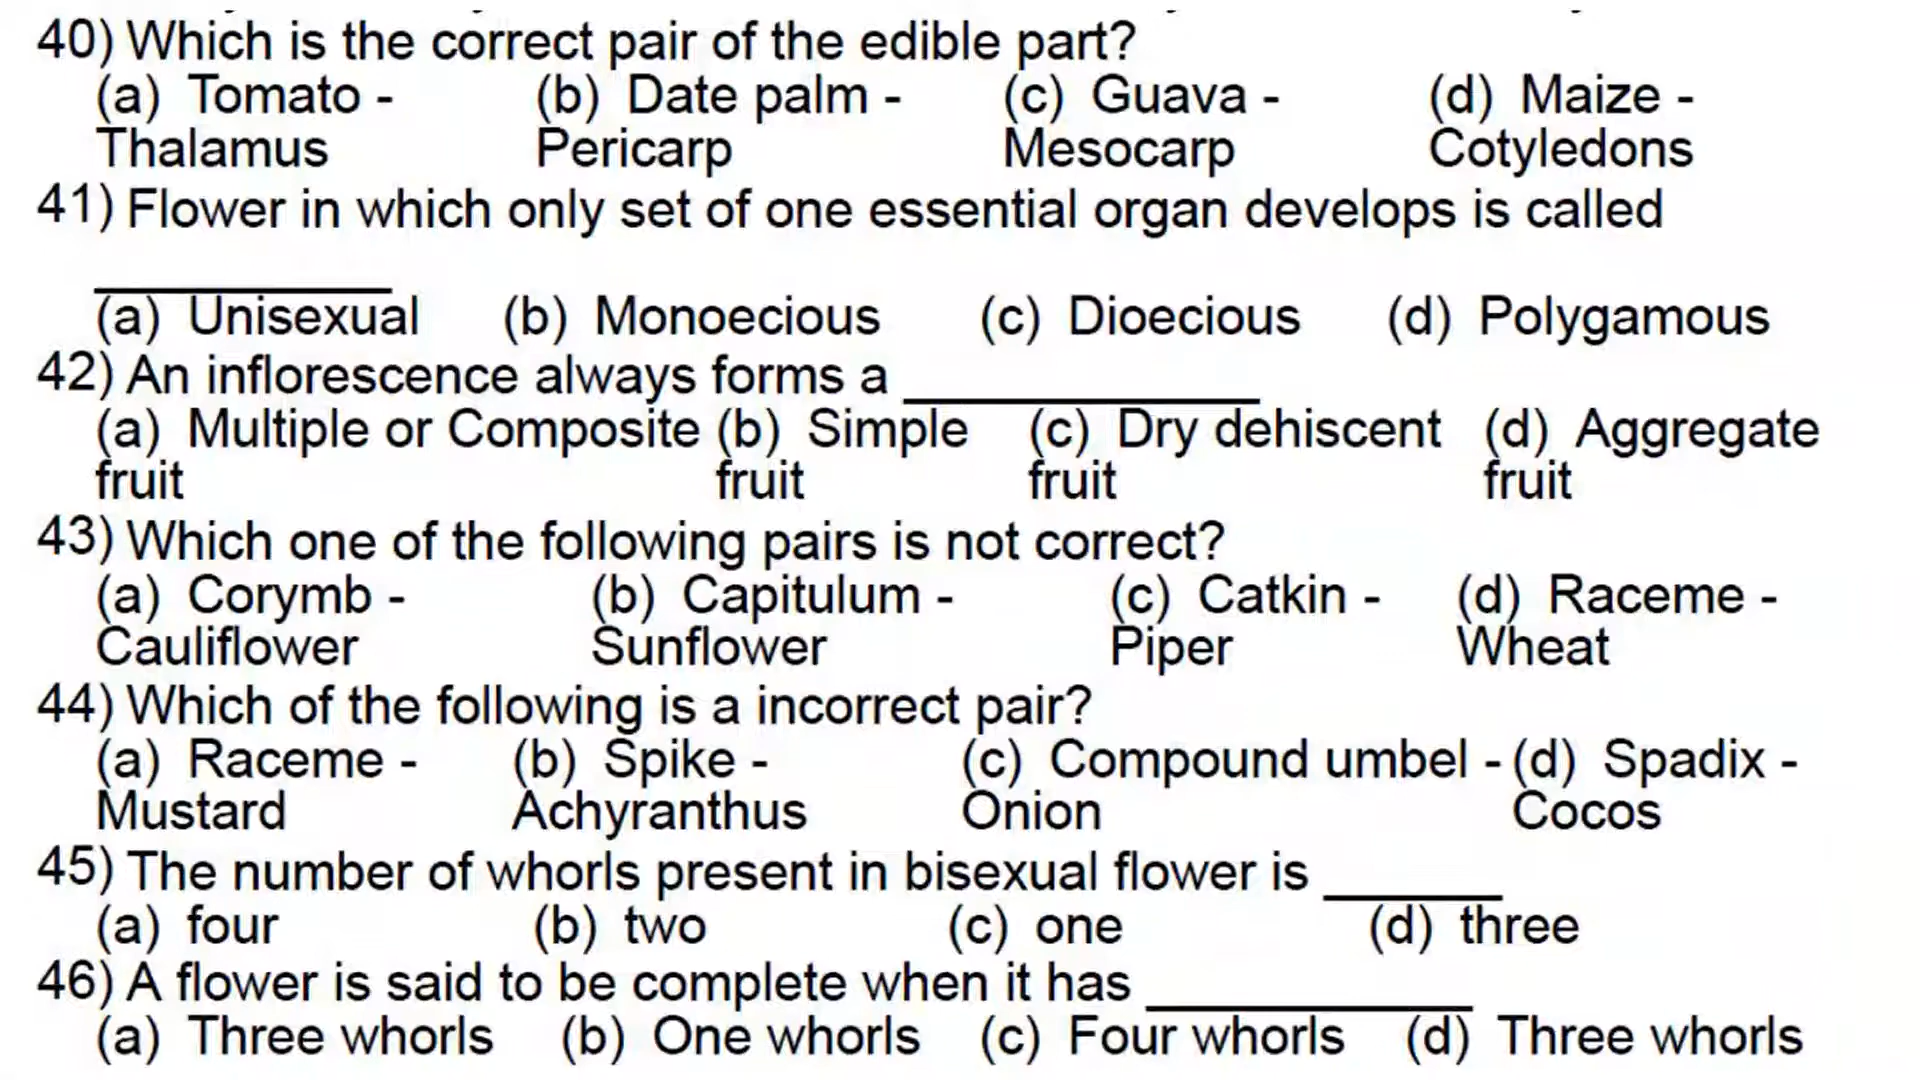 40) Which is the correct pair of the edible part?
(a) Tomato - (b) Date palm - (c) Guava - (d) Maize -
Thalamus Pericarp Mesocarp Cotyledons
41) Flower in which only set of one essential organ develops is called
____________
(a) Unisexual (b) Monoecious (c) Dioecious (d) Polygamous
42) An inflorescence always forms a ______________
(a) Multiple or Composite (b) Simple (c) Dry dehiscent (d) Aggregate
fruit fruit fruit fruit
43) Which one of the following pairs is not correct?
(a) Corymb - (b) Capitulum - (c) Catkin - (d) Raceme -
Cauliflower Sunflower Piper Wheat
44) Which of the following is a incorrect pair?
(a) Raceme - (b) Spike - (c) Compound umbel - (d) Spadix -
Mustard Achyranthus Onion Cocos
45) The number of whorls present in bisexual flower is _______
(a) four (b) two (c) one (d) three
46) A flower is said to be complete when it has _____________
(a) Three whorls (b) One whorls (c) Four whorls (d) Three whorls